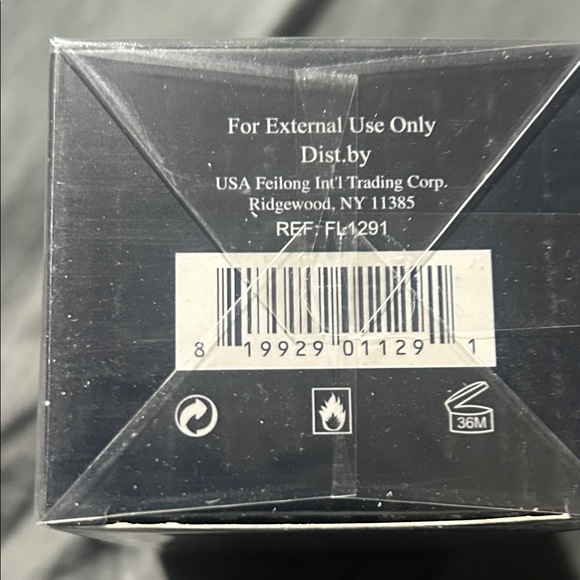 For External Use Only
Dist.by
USA Feilong Int'l Trading Corp.
Ridgewood, NY 11385
REF: FL1291
8 19929 01129 1
36M